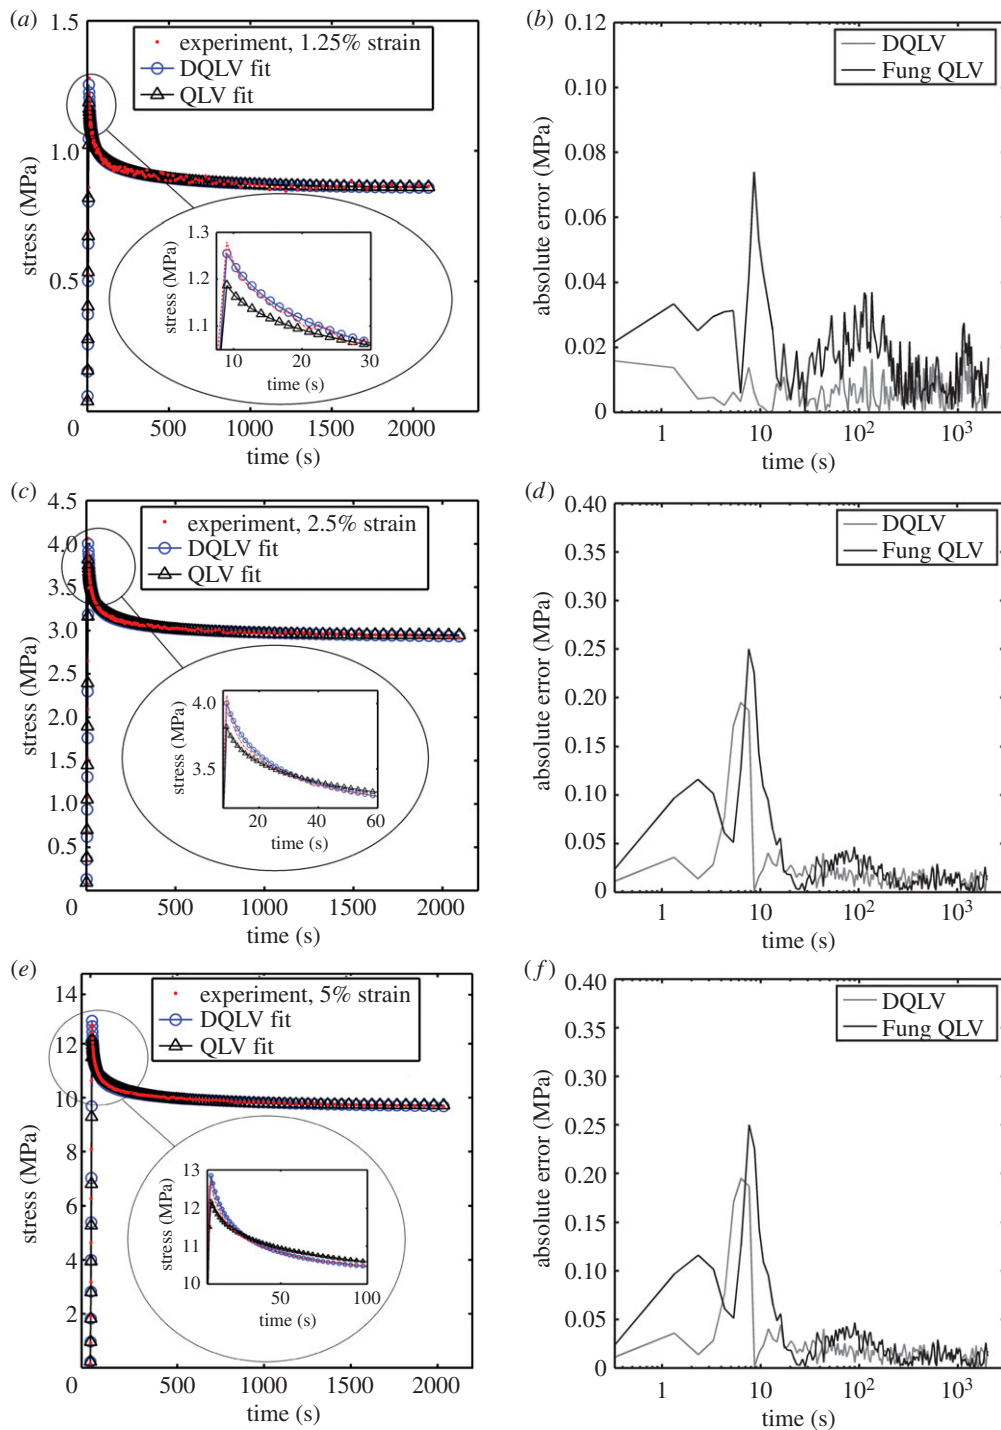 (a)
1.5
1.0
0.5
0
500
1000
1500
2000
stress (MPa)
time (s)
experiment, 1.25% strain
DQLV fit
QLV fit
1.3
1.2
1.1
10
20
30
stress (MPa)
time (s)
(b)
0.12
0.10
0.08
0.06
0.04
0.02
0
1
10
10²
10³
absolute error (MPa)
time (s)
DQLV
Fung QLV
(c)
4.5
4.0
3.5
3.0
2.5
2.0
1.5
1.0
0.5
0
500
1000
1500
2000
stress (MPa)
time (s)
experiment, 2.5% strain
DQLV fit
QLV fit
4.0
3.5
20
40
60
stress (MPa)
time (s)
(d)
0.40
0.35
0.30
0.25
0.20
0.15
0.10
0.05
0
1
10
10²
10³
absolute error (MPa)
time (s)
DQLV
Fung QLV
(e)
14
12
10
8
6
4
2
0
500
1000
1500
2000
stress (MPa)
time (s)
experiment, 5% strain
DQLV fit
QLV fit
13
12
11
10
50
100
stress (MPa)
time (s)
(f)
0.40
0.35
0.30
0.25
0.20
0.15
0.10
0.05
0
1
10
10²
10³
absolute error (MPa)
time (s)
DQLV
Fung QLV